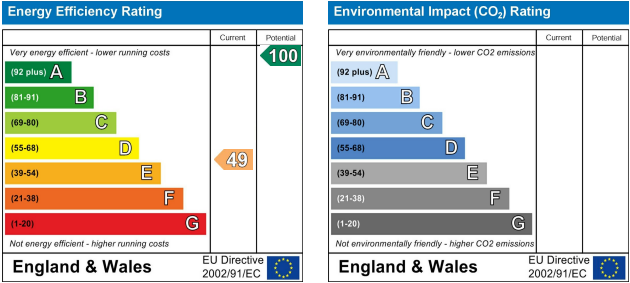 Energy Efficiency Rating
Current Potential
Very energy efficient - lower running costs
100
(92 plus) A
(81-91) B
(69-80) C
(55-68) D
49
(39-54) E
(21-38) F
(1-20) G
Not energy efficient - higher running costs
England & Wales
EU Directive
2002/91/EC
Environmental Impact (CO2) Rating
Current Potential
Very environmentally friendly - lower CO2 emissions
(92 plus) A
(81-91) B
(69-80) C
(55-68) D
(39-54) E
(21-38) F
(1-20) G
Not environmentally friendly - higher CO2 emissions
England & Wales
EU Directive
2002/91/EC